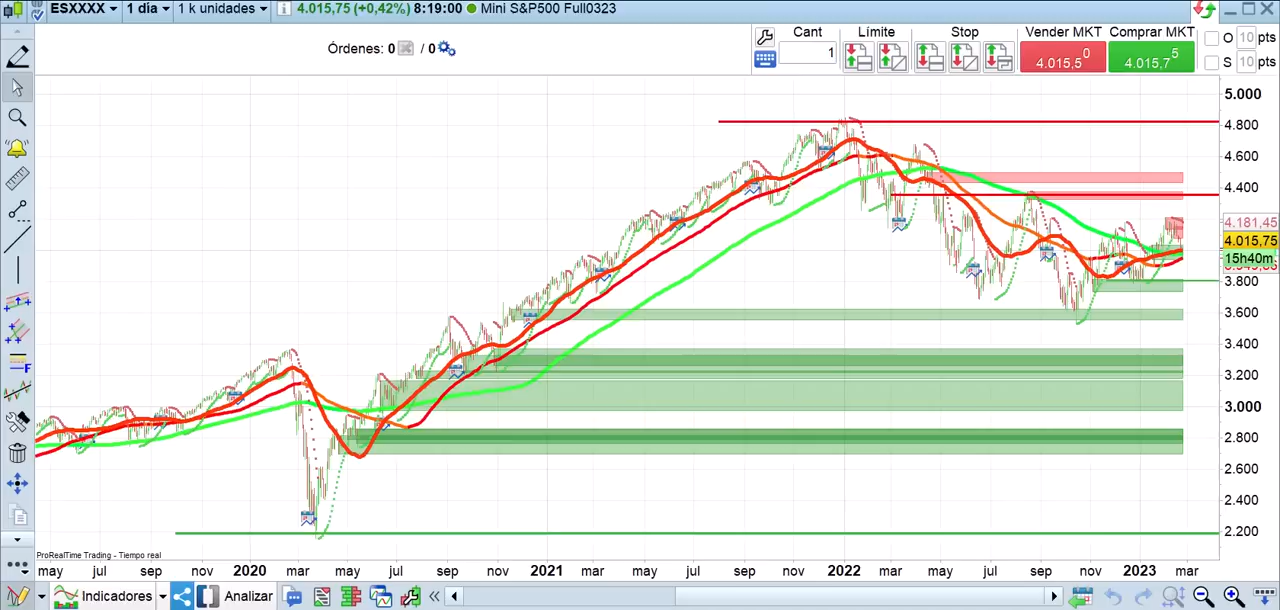 ESXXXX 1 día 1 k unidades 4.015,75 (+0,42%) 8:19:00 Mini S&P500 Full0323
Órdenes: 0 / 0
Cant Límite Stop Vender MKT Comprar MKT
1 4.015,5 0 4.015,7 5
O 10 pts
S 10 pts
5.000
4.800
4.600
4.400
4.181,45
4.015,75
15h40m
3.800
3.600
3.400
3.200
3.000
2.800
2.600
2.400
2.200
ProRealTime Trading - Tiempo real
may jul sep nov 2020 mar may jul sep nov 2021 mar may jul sep nov 2022 mar may jul sep nov 2023 mar
Indicadores Analizar